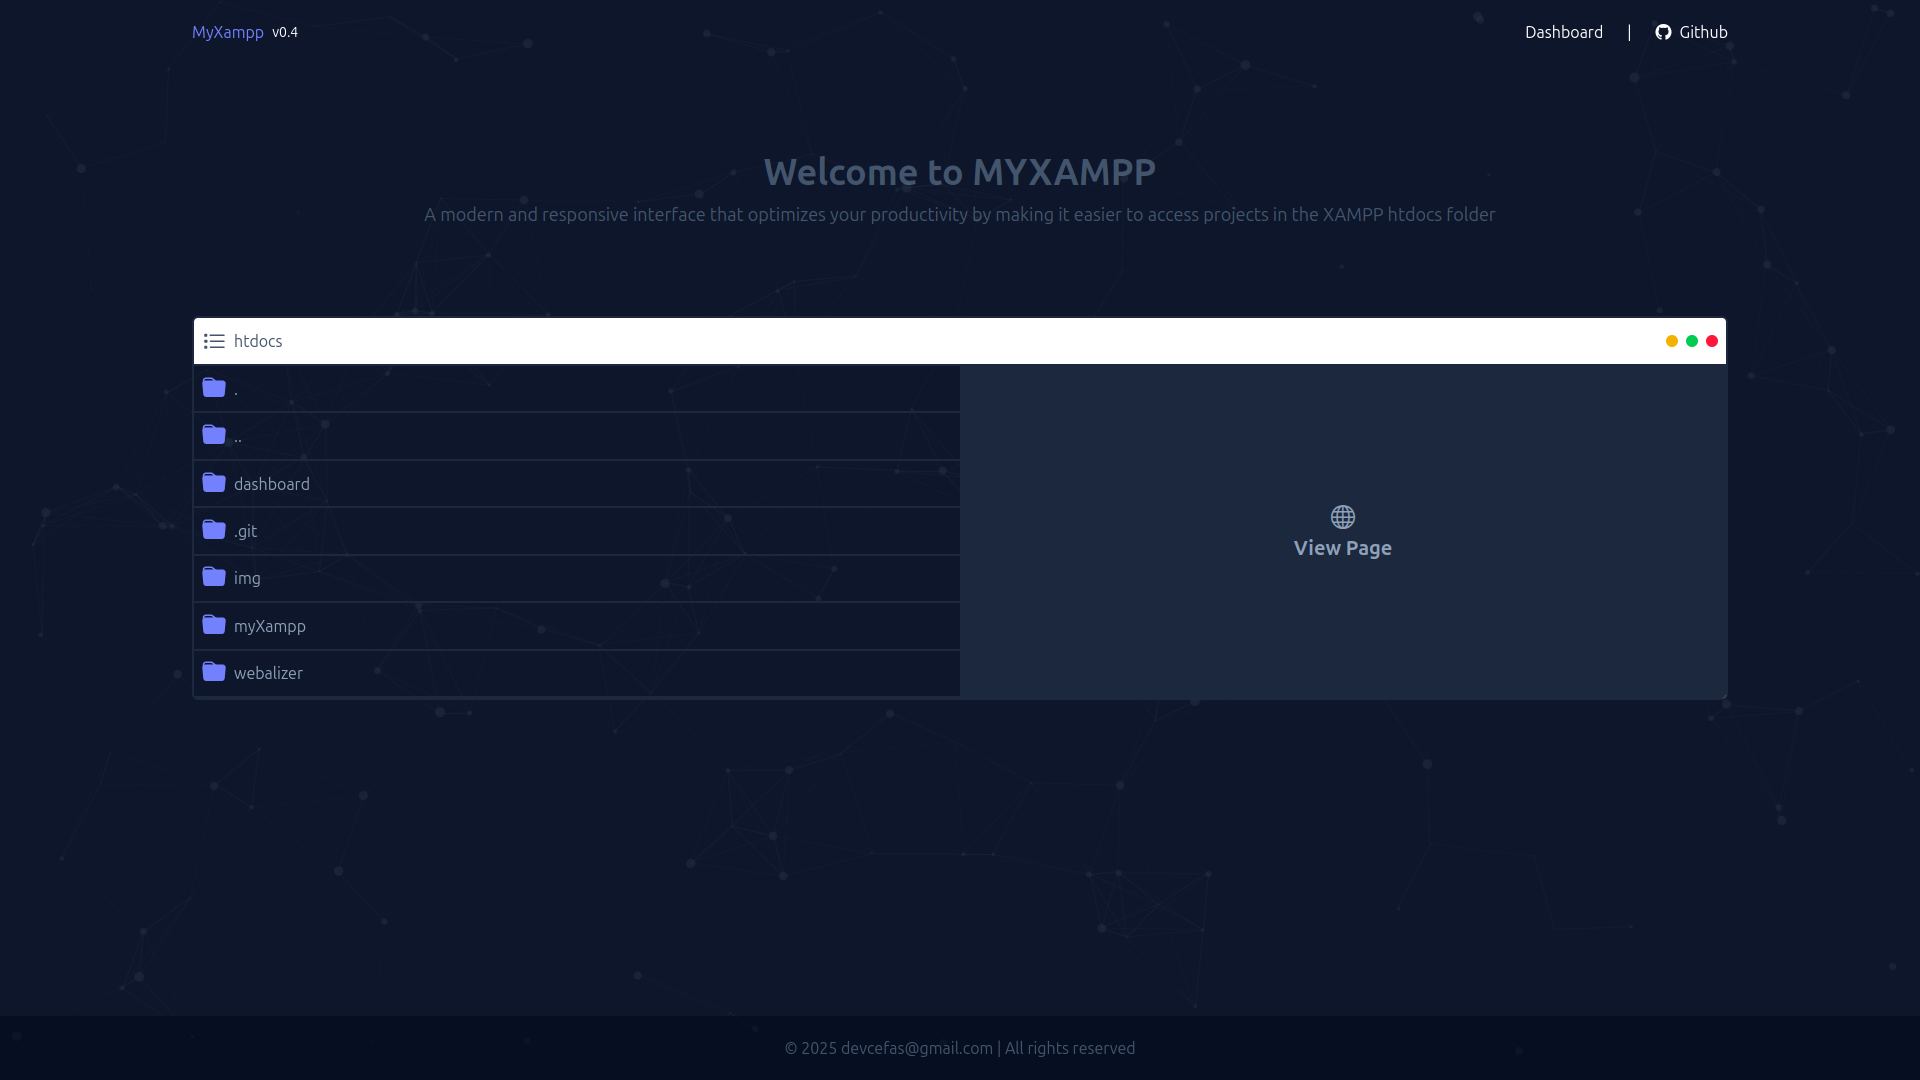 MyXampp v0.4
Dashboard | Github
Welcome to MYXAMPP
A modern and responsive interface that optimizes your productivity by making it easier to access projects in the XAMPP htdocs folder
htdocs
.
..
dashboard
.git
img
myXampp
webalizer
View Page
© 2025 devcefas@gmail.com | All rights reserved